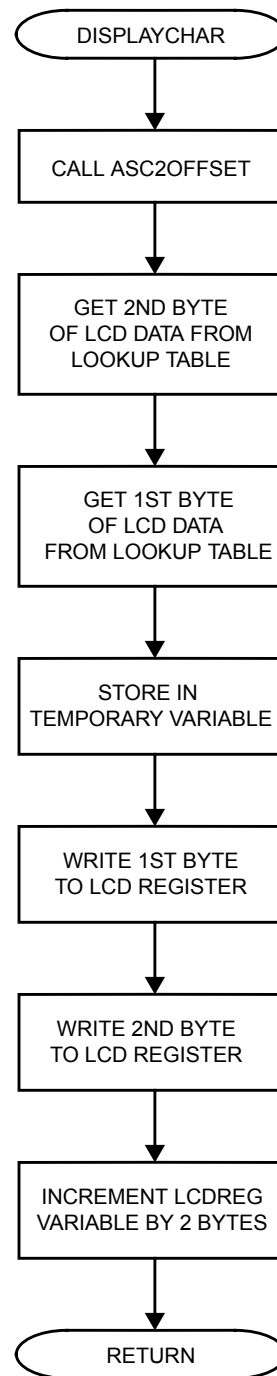 DISPLAYCHAR
CALL ASC2OFFSET
GET 2ND BYTE
OF LCD DATA FROM
LOOKUP TABLE
GET 1ST BYTE
OF LCD DATA
FROM LOOKUP TABLE
STORE IN
TEMPORARY VARIABLE
WRITE 1ST BYTE
TO LCD REGISTER
WRITE 2ND BYTE
TO LCD REGISTER
INCREMENT LCDREG
VARIABLE BY 2 BYTES
RETURN